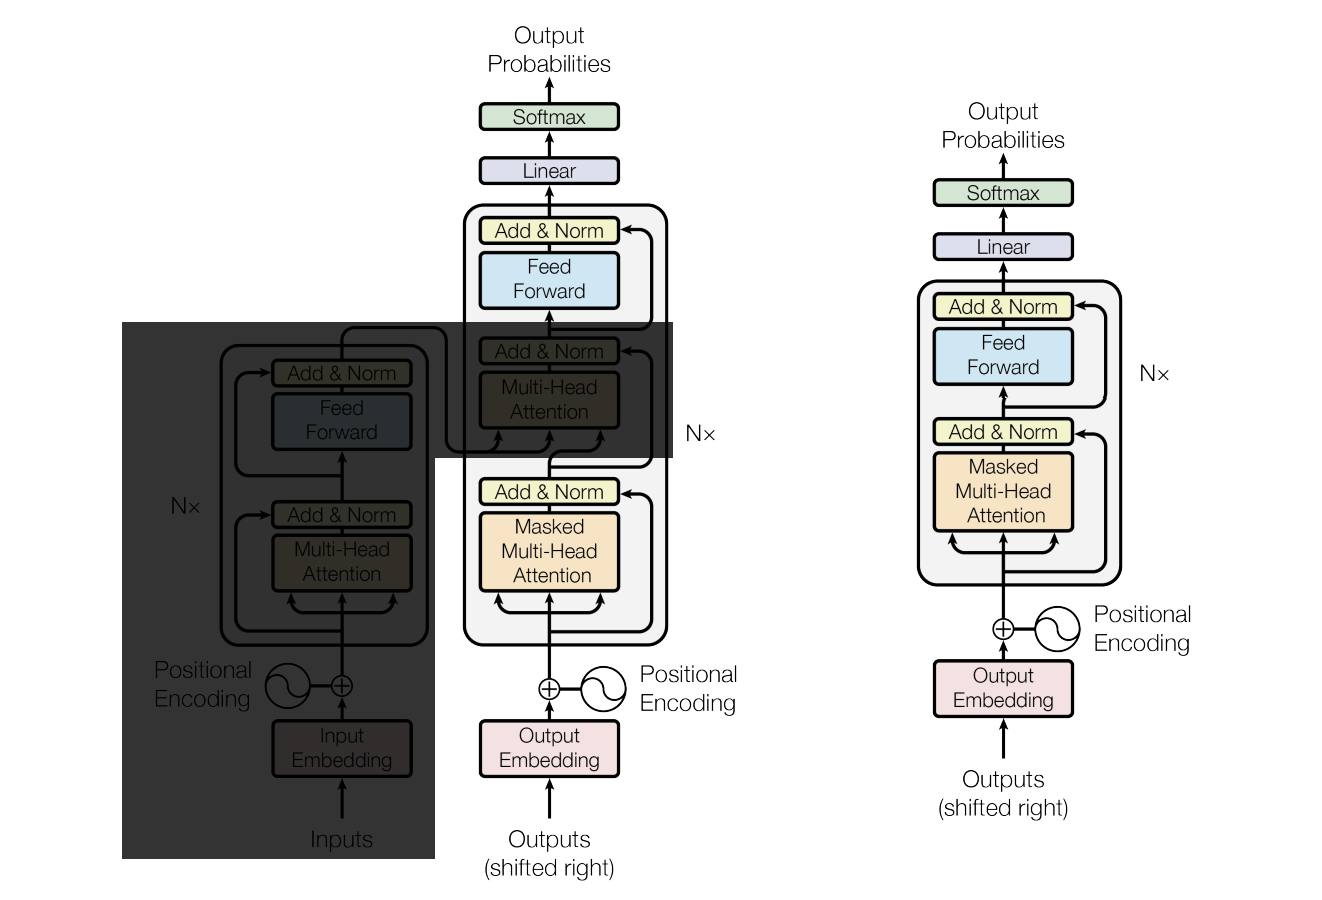 Output
Probabilities
Softmax
Linear
Add & Norm
Feed
Forward
Add & Norm
Multi-Head
Attention
Add & Norm
Masked
Multi-Head
Attention
N×
Positional
Encoding
Output
Embedding
Outputs
(shifted right)
Add & Norm
Feed
Forward
N×
Add & Norm
Multi-Head
Attention
Positional
Encoding
Input
Embedding
Inputs
Output
Probabilities
Softmax
Linear
Add & Norm
Feed
Forward
N×
Add & Norm
Masked
Multi-Head
Attention
Positional
Encoding
Output
Embedding
Outputs
(shifted right)